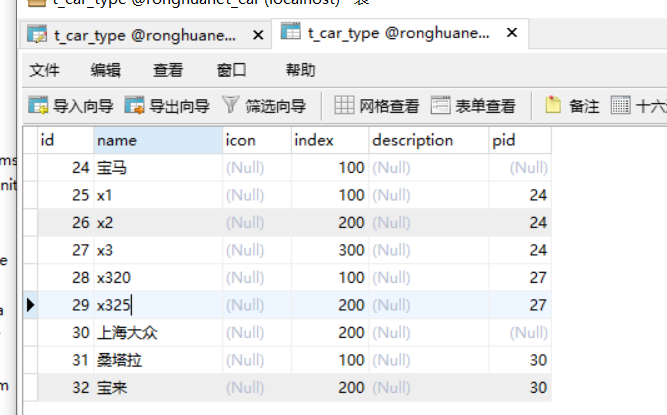 t_car_type @ronghuanet_car (localhost) - 表
t_car_type @ronghuane... × t_car_type @ronghuane... ×
文件 编辑 查看 窗口 帮助
导入向导 导出向导 筛选向导 网格查看 表单查看 备注 十六
id name icon index description pid
24 宝马 (Null) 100 (Null) (Null)
25 x1 (Null) 100 (Null) 24
26 x2 (Null) 200 (Null) 24
27 x3 (Null) 300 (Null) 24
28 x320 (Null) 100 (Null) 27
29 x325 (Null) 200 (Null) 27
30 上海大众 (Null) 200 (Null) (Null)
31 桑塔拉 (Null) 100 (Null) 30
32 宝来 (Null) 200 (Null) 30
ms
nit
e
a
m